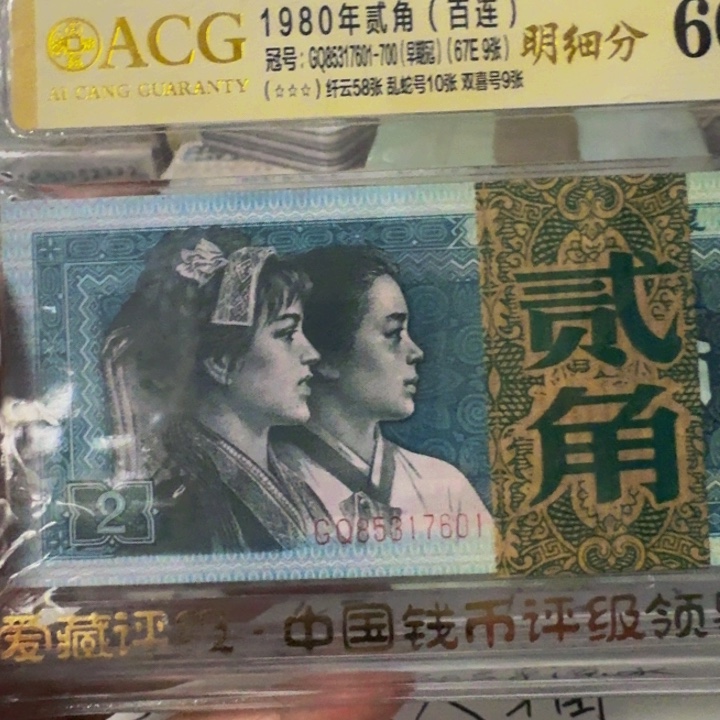 ACG
AI CANG GUARANTY
1980年贰角（百连）
冠号：GQ85317601-700（早期冠）（67E 9张）
(☆☆☆) 纤云58张 乱蛇号10张 双喜号9张
明细分
贰角
2
GQ85317601
爱藏评级·中国钱币评级领